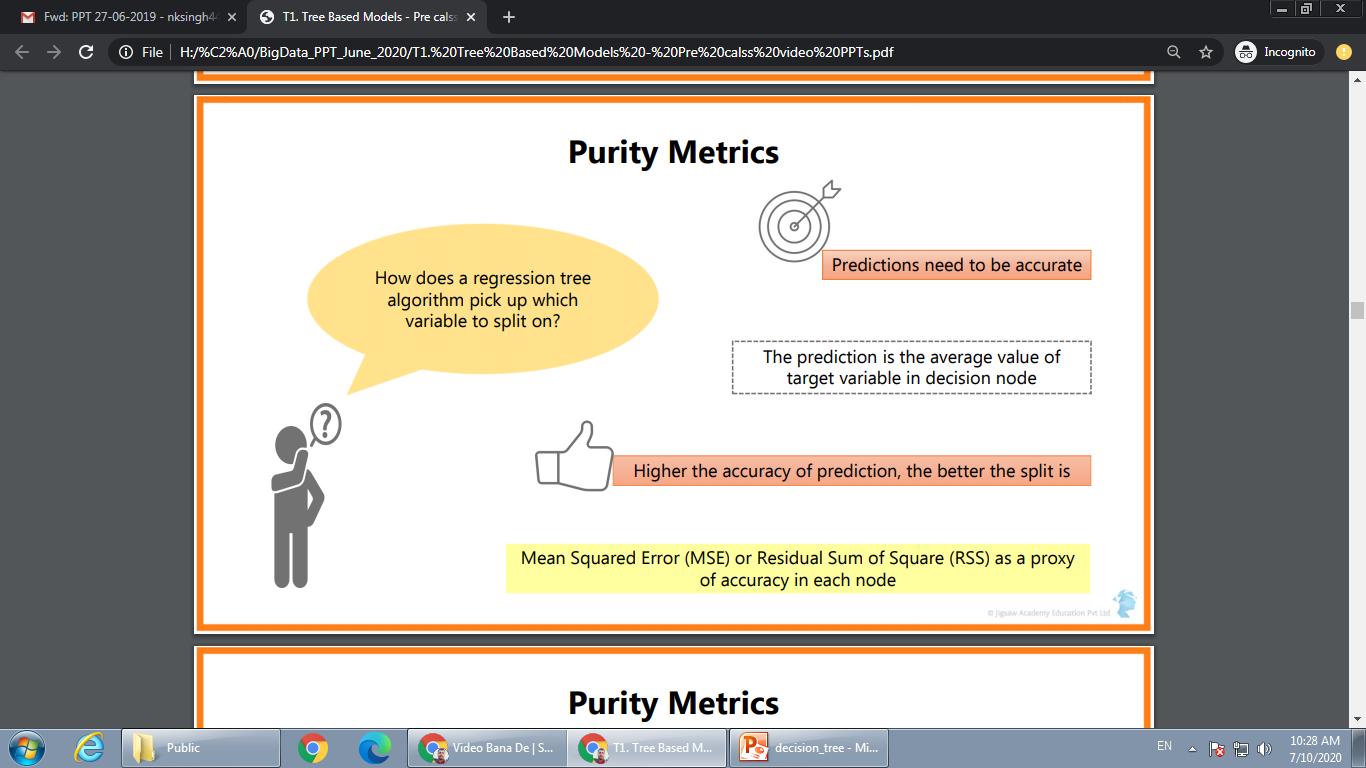 Fwd: PPT 27-06-2019 - nksingh44
T1. Tree Based Models - Pre calss
File
H:/%C2%A0/BigData_PPT_June_2020/T1.%20Tree%20Based%20Models%20-%20Pre%20calss%20video%20PPTs.pdf
Incognito
Purity Metrics
How does a regression tree
algorithm pick up which
variable to split on?
?
Predictions need to be accurate
The prediction is the average value of
target variable in decision node
Higher the accuracy of prediction, the better the split is
Mean Squared Error (MSE) or Residual Sum of Square (RSS) as a proxy
of accuracy in each node
© Jigsaw Academy Education Pvt Ltd
Purity Metrics
Public
Video Bana De | S...
T1. Tree Based M...
decision_tree - Mi...
EN
10:28 AM
7/10/2020